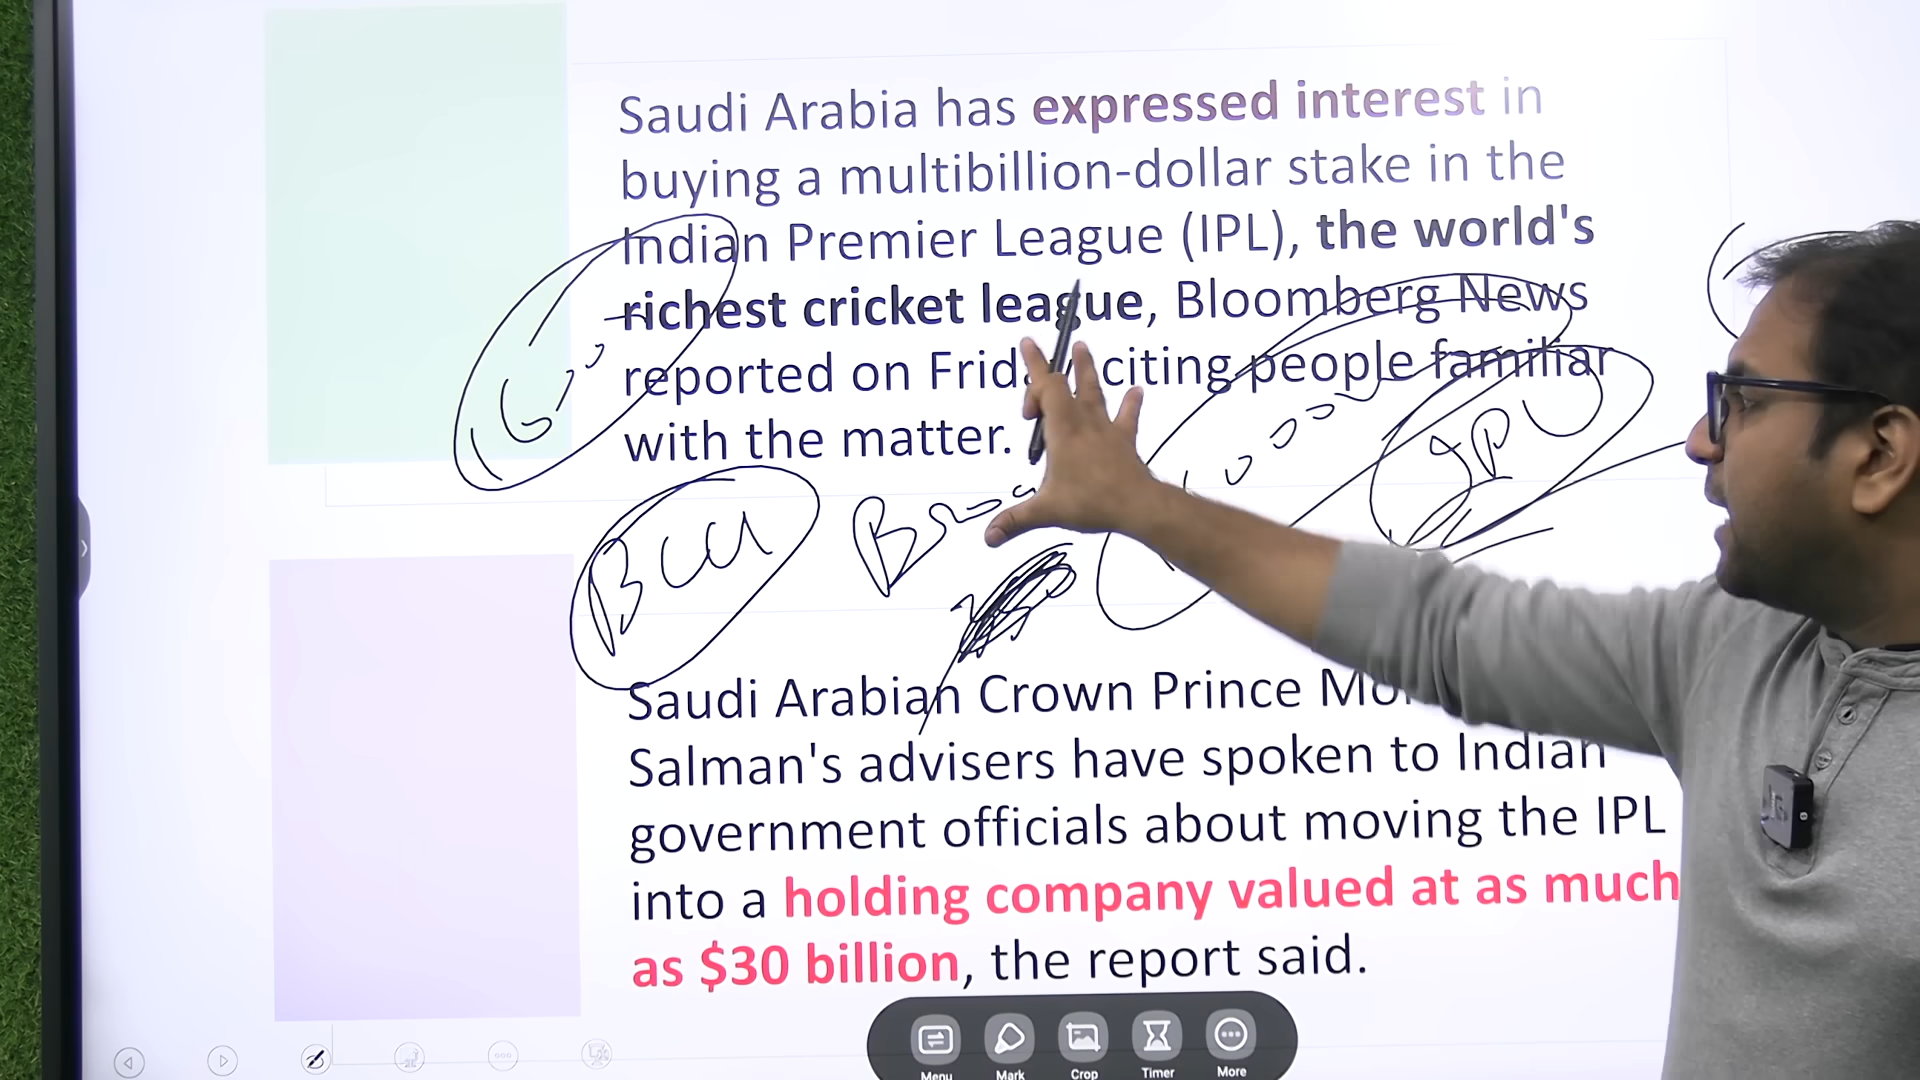 Saudi Arabia has expressed interest in
buying a multibillion-dollar stake in the
Indian Premier League (IPL), the world's
richest cricket league, Bloomberg News
reported on citing people familiar
with the matter.
BCCI
IPL
Saudi Arabian Crown Prince
Salman's advisers have spoken to Indian
government officials about moving the IPL
into a holding company valued at as much
as $30 billion, the report said.
Menu Mark Crop Timer More